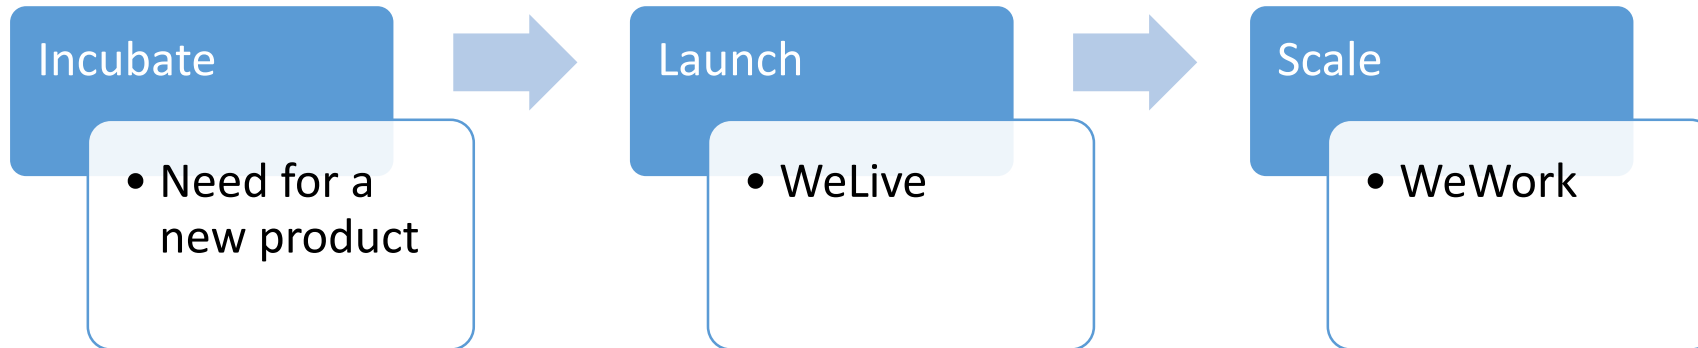 Incubate
• Need for a
new product
Launch
• WeLive
Scale
• WeWork